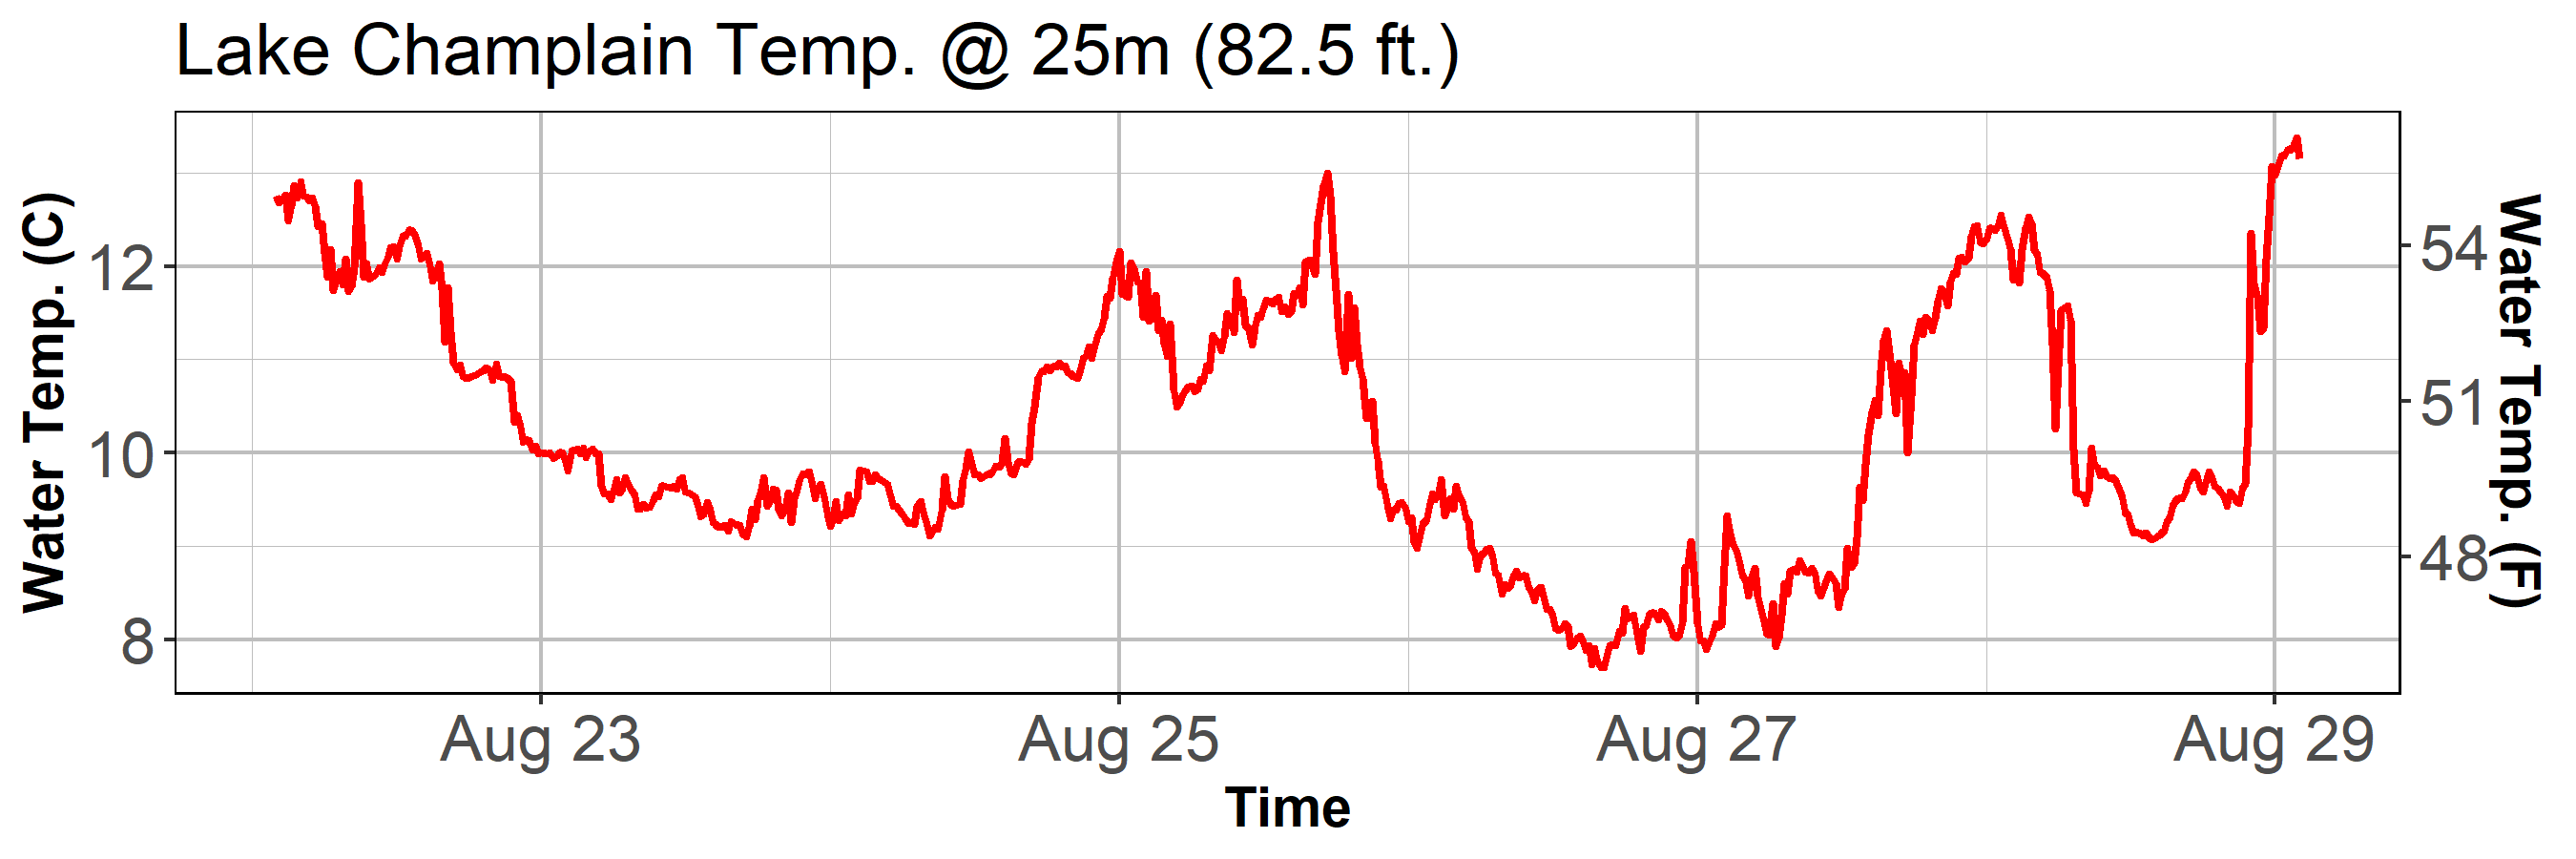 Lake Champlain Temp. @ 25m (82.5 ft.)
Water Temp. (C)
12
10
8
54
51
48
Water Temp. (F)
Aug 23 Aug 25 Aug 27 Aug 29
Time